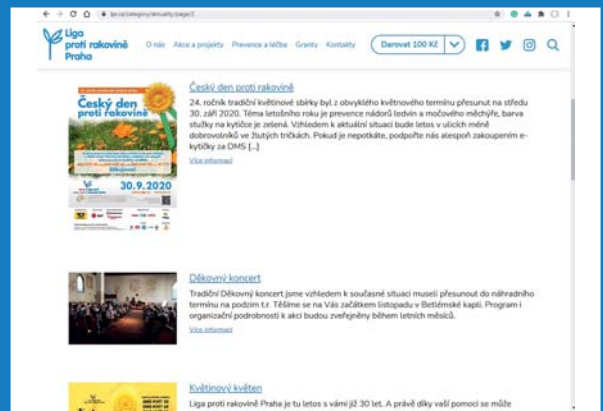 lpr.cz/category/aktuality/page/2
Liga
proti rakovině
Praha
O nás Akce a projekty Prevence a léčba Granty Kontakty Darovat 100 Kč
Český den
proti rakovině
30.9.2020
Český den proti rakovině
24. ročník tradiční květinové sbírky byl z obvyklého květnového termínu přesunut na středu
30. září 2020. Téma letošního roku je prevence nádorů ledvin a močového měchýře, barva
stužky na kytičce je zelená. Vzhledem k aktuální situaci bude letos v ulicích méně
dobrovolníků ve žlutých tričkách. Pokud je nepotkáte, podpořte nás alespoň zakoupením e-
kytičky za DMS […]
Více informací
Děkovný koncert
Tradiční Děkovný koncert jsme vzhledem k současné situaci museli přesunout do náhradního
termínu na podzim t.r. Těšíme se na Vás začátkem listopadu v Betlémské kapli. Program i
organizační podrobnosti k akci budou zveřejněny během letních měsíců.
Více informací
Květinový květen
Liga proti rakovině Praha je tu letos s vámi již 30 let. A právě díky vaší pomoci se může